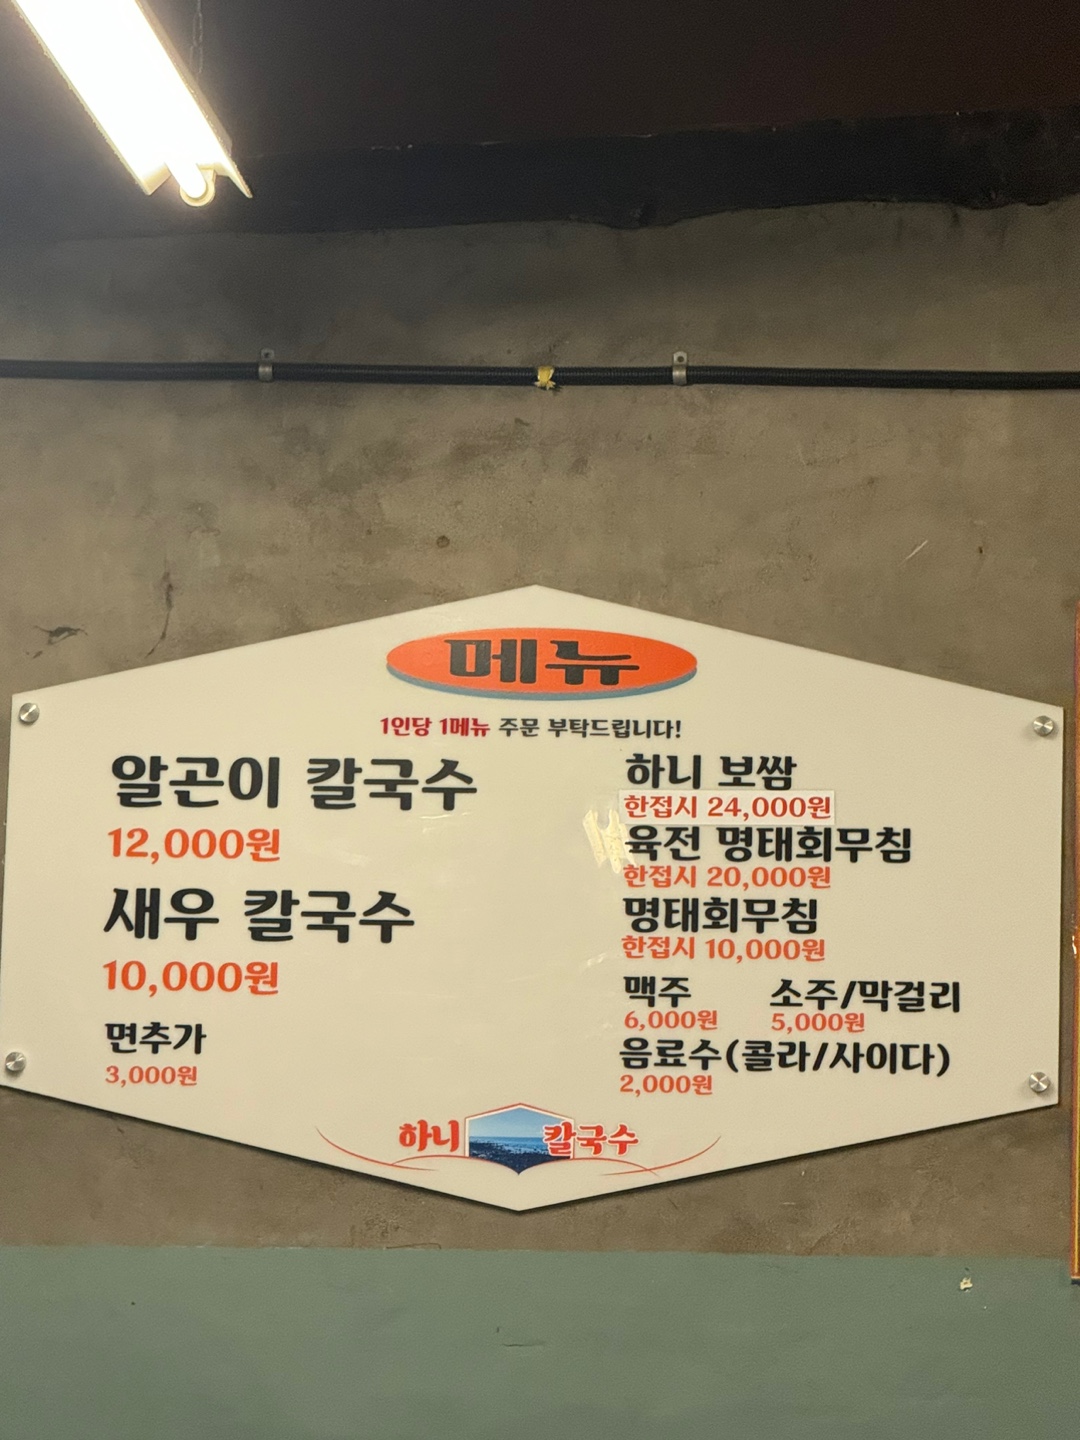 메뉴
1인당 1메뉴 주문 부탁드립니다!
알곤이 칼국수
12,000원
새우 칼국수
10,000원
면추가
3,000원
하니 보쌈
한접시 24,000원
육전 명태회무침
한접시 20,000원
명태회무침
한접시 10,000원
맥주 소주/막걸리
6,000원 5,000원
음료수(콜라/사이다)
2,000원
하니 칼국수